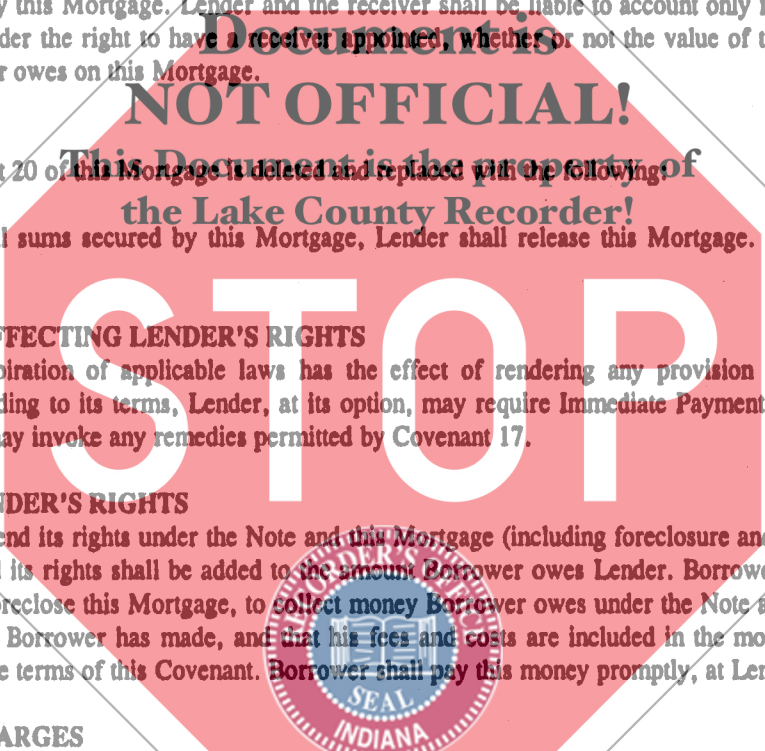 y this Mortgage. Lender and the receiver shall be liable to account only
der the right to have a receiver appointed, whether or not the value of t
Document is
r owes on this Mortgage.
NOT OFFICIAL!
t 20 of this Mortgage is deleted and replaced with the following:
This Document is the property of
the Lake County Recorder!
l sums secured by this Mortgage, Lender shall release this Mortgage.
STOP
FFECTING LENDER'S RIGHTS
piration of applicable laws has the effect of rendering any provision
ding to its terms, Lender, at its option, may require Immediate Payment
ay invoke any remedies permitted by Covenant 17.
NDER'S RIGHTS
end its rights under the Note and this Mortgage (including foreclosure and
d its rights shall be added to the amount Borrower owes Lender. Borrowe
oreclose this Mortgage, to collect money Borrower owes under the Note a
Borrower has made, and that his fees and costs are included in the mo
e terms of this Covenant. Borrower shall pay this money promptly, at Len
SEAL
INDIANA
ARGES